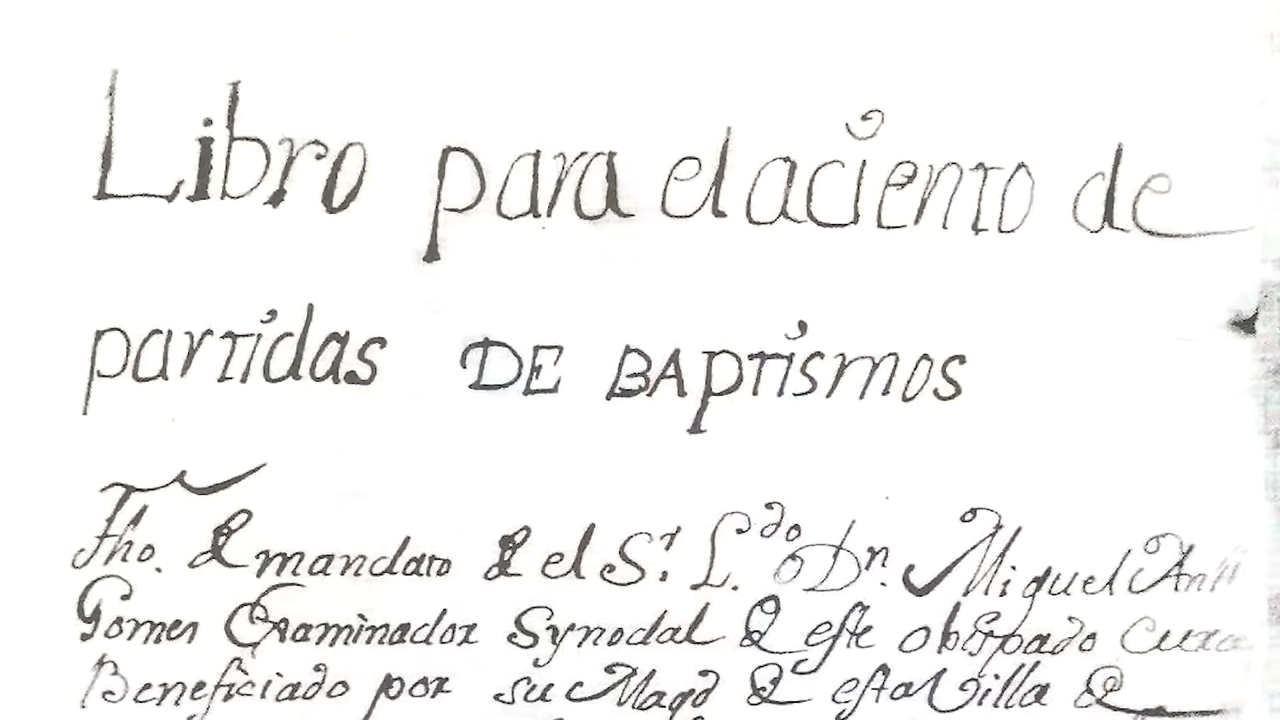 Libro para el aciento de
partidas DE BAptismos
Fho. de mandato de el Sr. L.do Dn. Miguel Anto
Gomes Examinador Synodal de este obispado Cura
Beneficiado por su Magd de esta Villa de